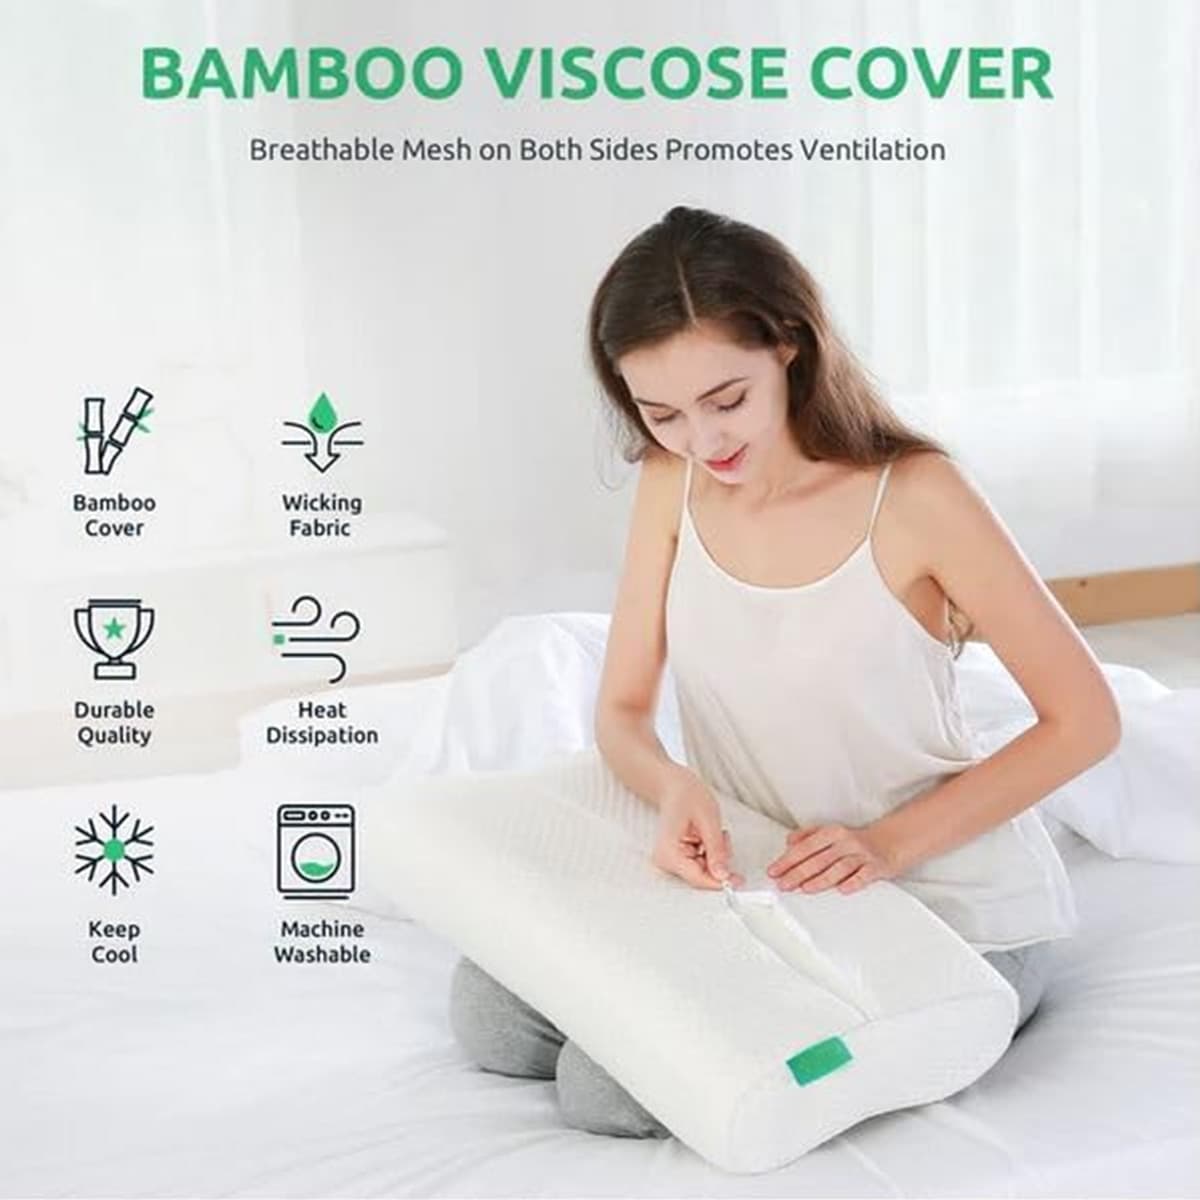 BAMBOO VISCOSE COVER
Breathable Mesh on Both Sides Promotes Ventilation
Bamboo
Cover
Wicking
Fabric
Durable
Quality
Heat
Dissipation
Keep
Cool
Machine
Washable